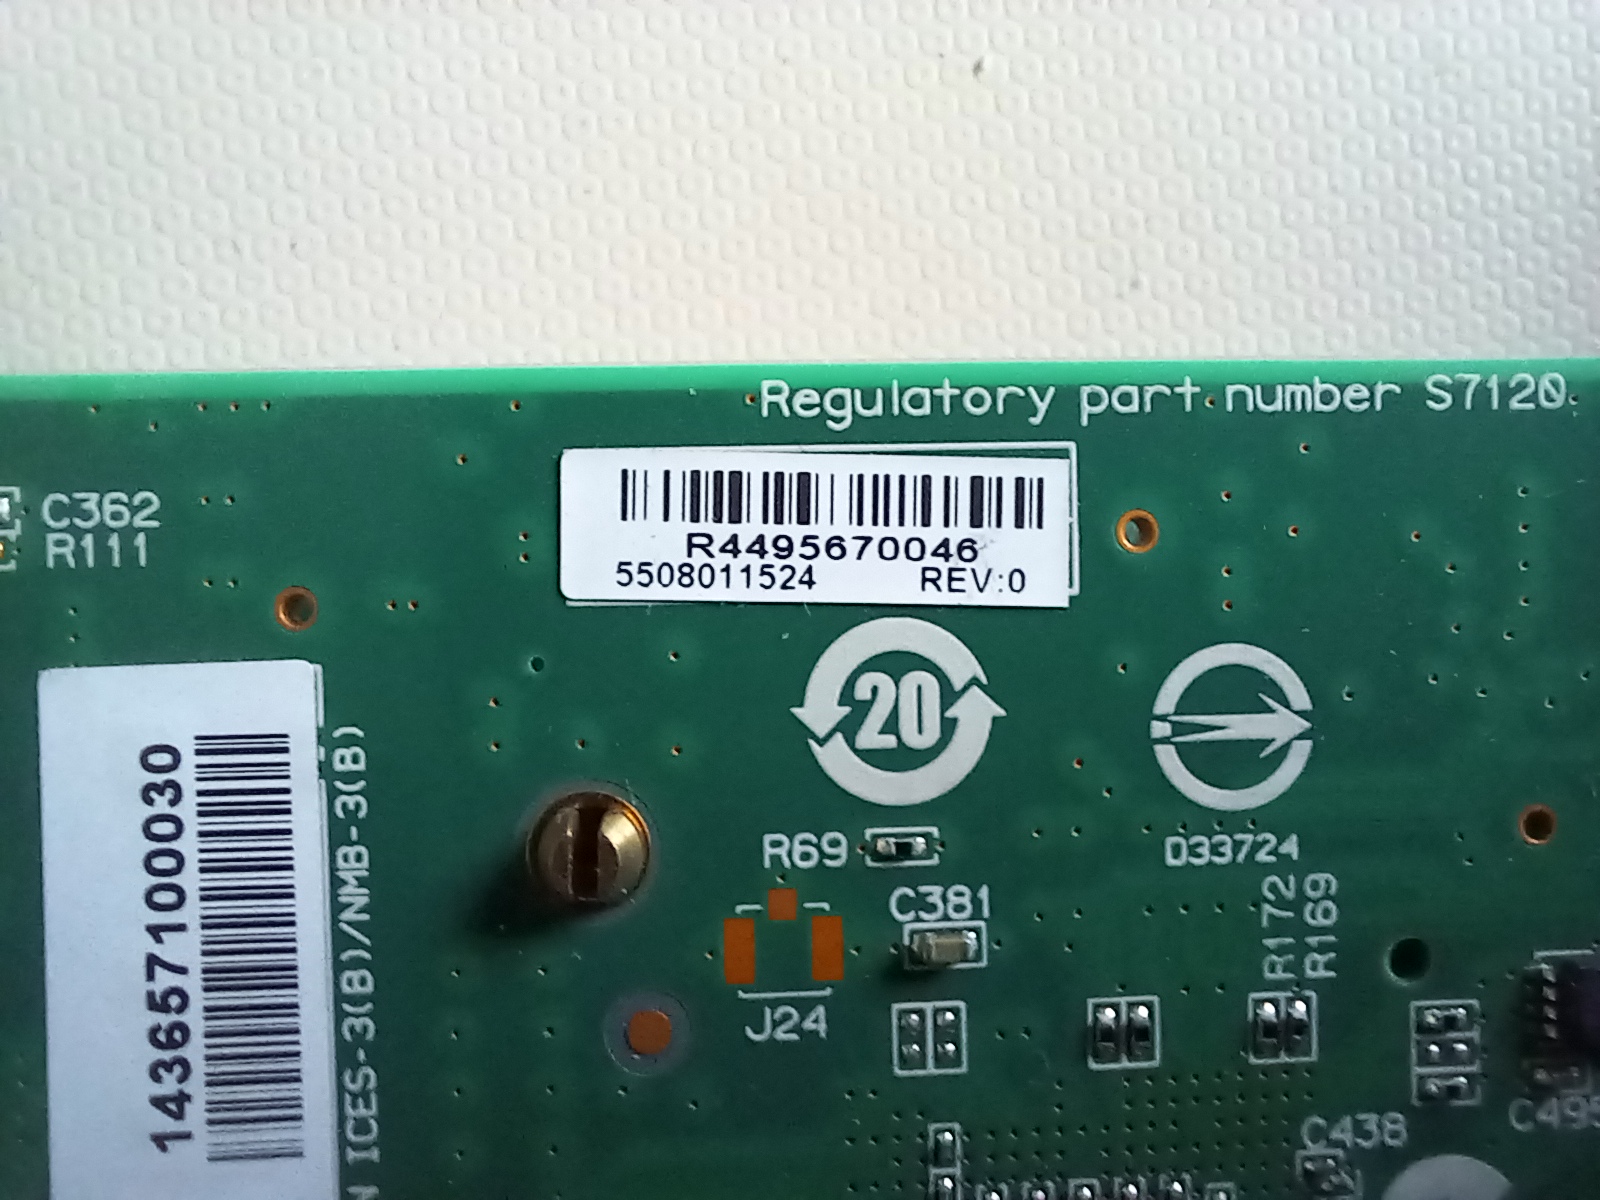 Regulatory part number S7120
R4495670046
5508011524 REV:0
C362
R111
20
D33724
R69
C381
R172
R169
J24
14365710030
ICES-3(B)/NMB-3(B)
C438